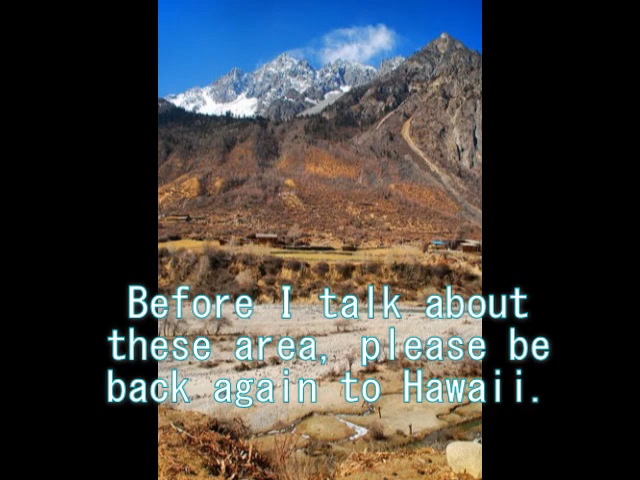 Before I talk about
these area, please be
back again to Hawaii.